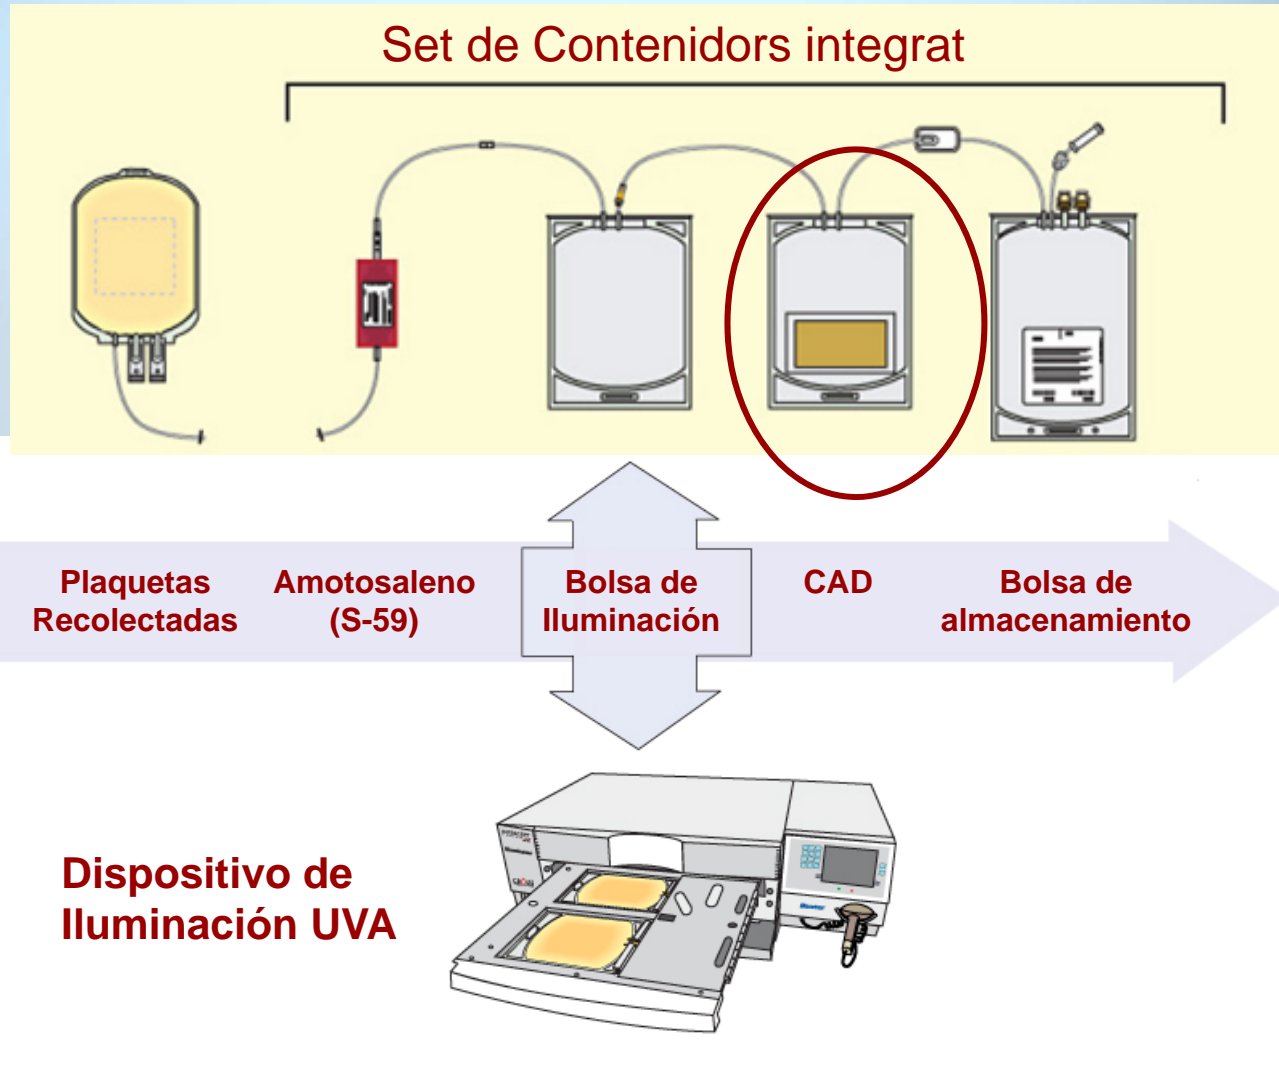 Set de Contenidors integrat
Plaquetas
Recolectadas
Amotosaleno
(S-59)
Bolsa de
Iluminación
CAD
Bolsa de
almacenamiento
Dispositivo de
Iluminación UVA
Baxter